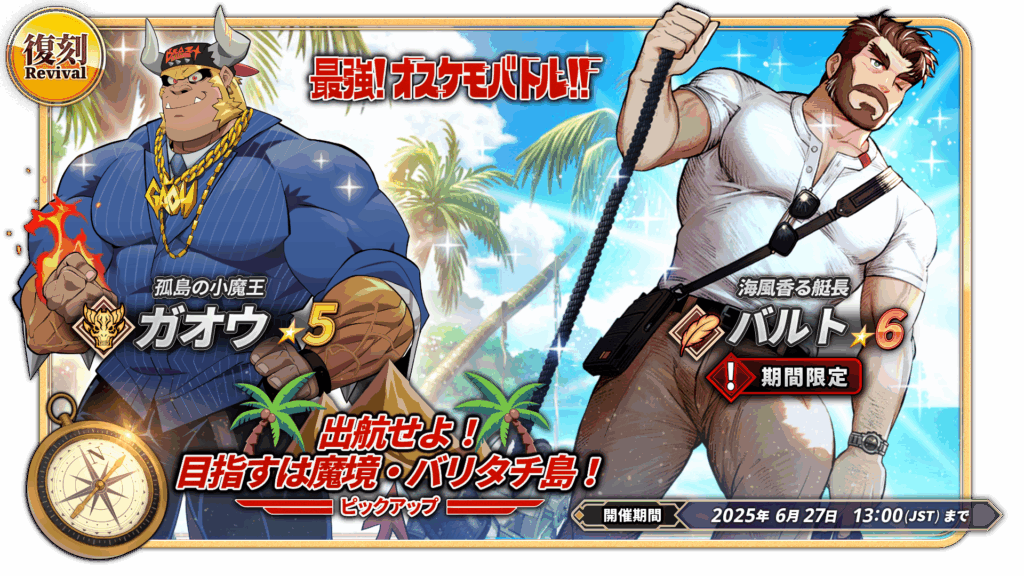 復刻
Revival
最強!オスケモバトル!!
GAOW
孤島の小魔王
ガオウ ★5
海風香る艇長
バルト ★6
! 期間限定
出航せよ!
目指すは魔境・バリタチ島!
ピックアップ
N
開催期間 2025年 6月27日 13:00(JST)まで